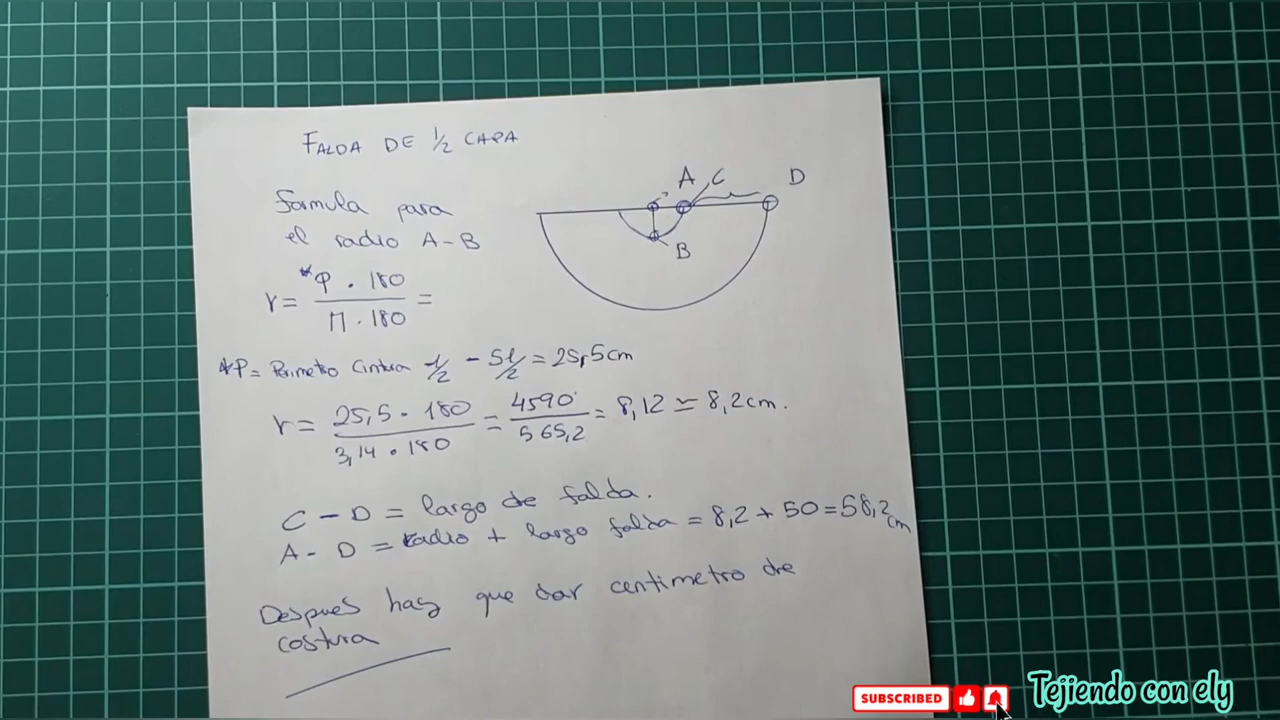 FALDA DE 1/2 CAPA
formula para
el radio A-B
r = *P . 180 / π . 180 =
A C D
B
*P = Perimetro Cintura 1/2 - 51/2 = 25,5cm
r = 25,5 . 180 / 3,14 . 180 = 4590 / 565,2 = 8,12 ≃ 8,2cm.
C - D = largo de falda.
A - D = radio + largo falda = 8,2 + 50 = 58,2 cm
Despues hay que dar centimetro de
costura
SUBSCRIBED
Tejiendo con ely